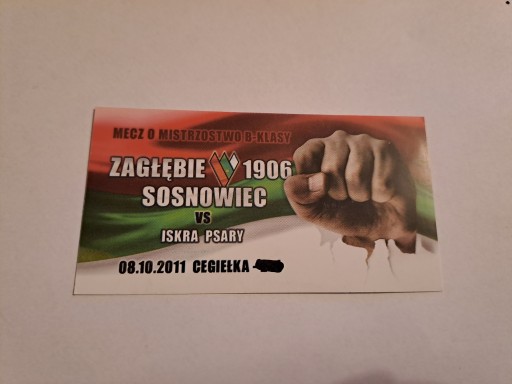 MECZ O MISTRZOSTWO B-KLASY
ZAGŁĘBIE 1906
SOSNOWIEC
VS
ISKRA PSARY
08.10.2011 CEGIEŁKA